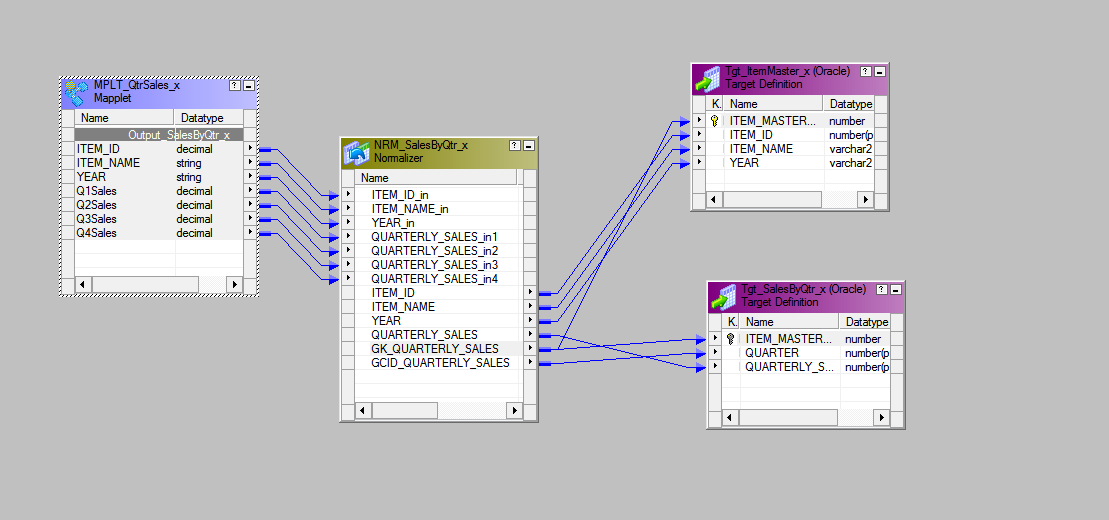 MPLT_QtrSales_x
Mapplet
Name Datatype
Output_SalesByQtr_x
ITEM_ID decimal
ITEM_NAME string
YEAR string
Q1Sales decimal
Q2Sales decimal
Q3Sales decimal
Q4Sales decimal
NRM_SalesByQtr_x
Normalizer
Name
ITEM_ID_in
ITEM_NAME_in
YEAR_in
QUARTERLY_SALES_in1
QUARTERLY_SALES_in2
QUARTERLY_SALES_in3
QUARTERLY_SALES_in4
ITEM_ID
ITEM_NAME
YEAR
QUARTERLY_SALES
GK_QUARTERLY_SALES
GCID_QUARTERLY_SALES
Tgt_ItemMaster_x (Oracle)
Target Definition
K. Name Datatype
ITEM_MASTER... number
ITEM_ID number(p
ITEM_NAME varchar2
YEAR varchar2
Tgt_SalesByQtr_x (Oracle)
Target Definition
K. Name Datatype
ITEM_MASTER... number
QUARTER number(p
QUARTERLY_S... number(p